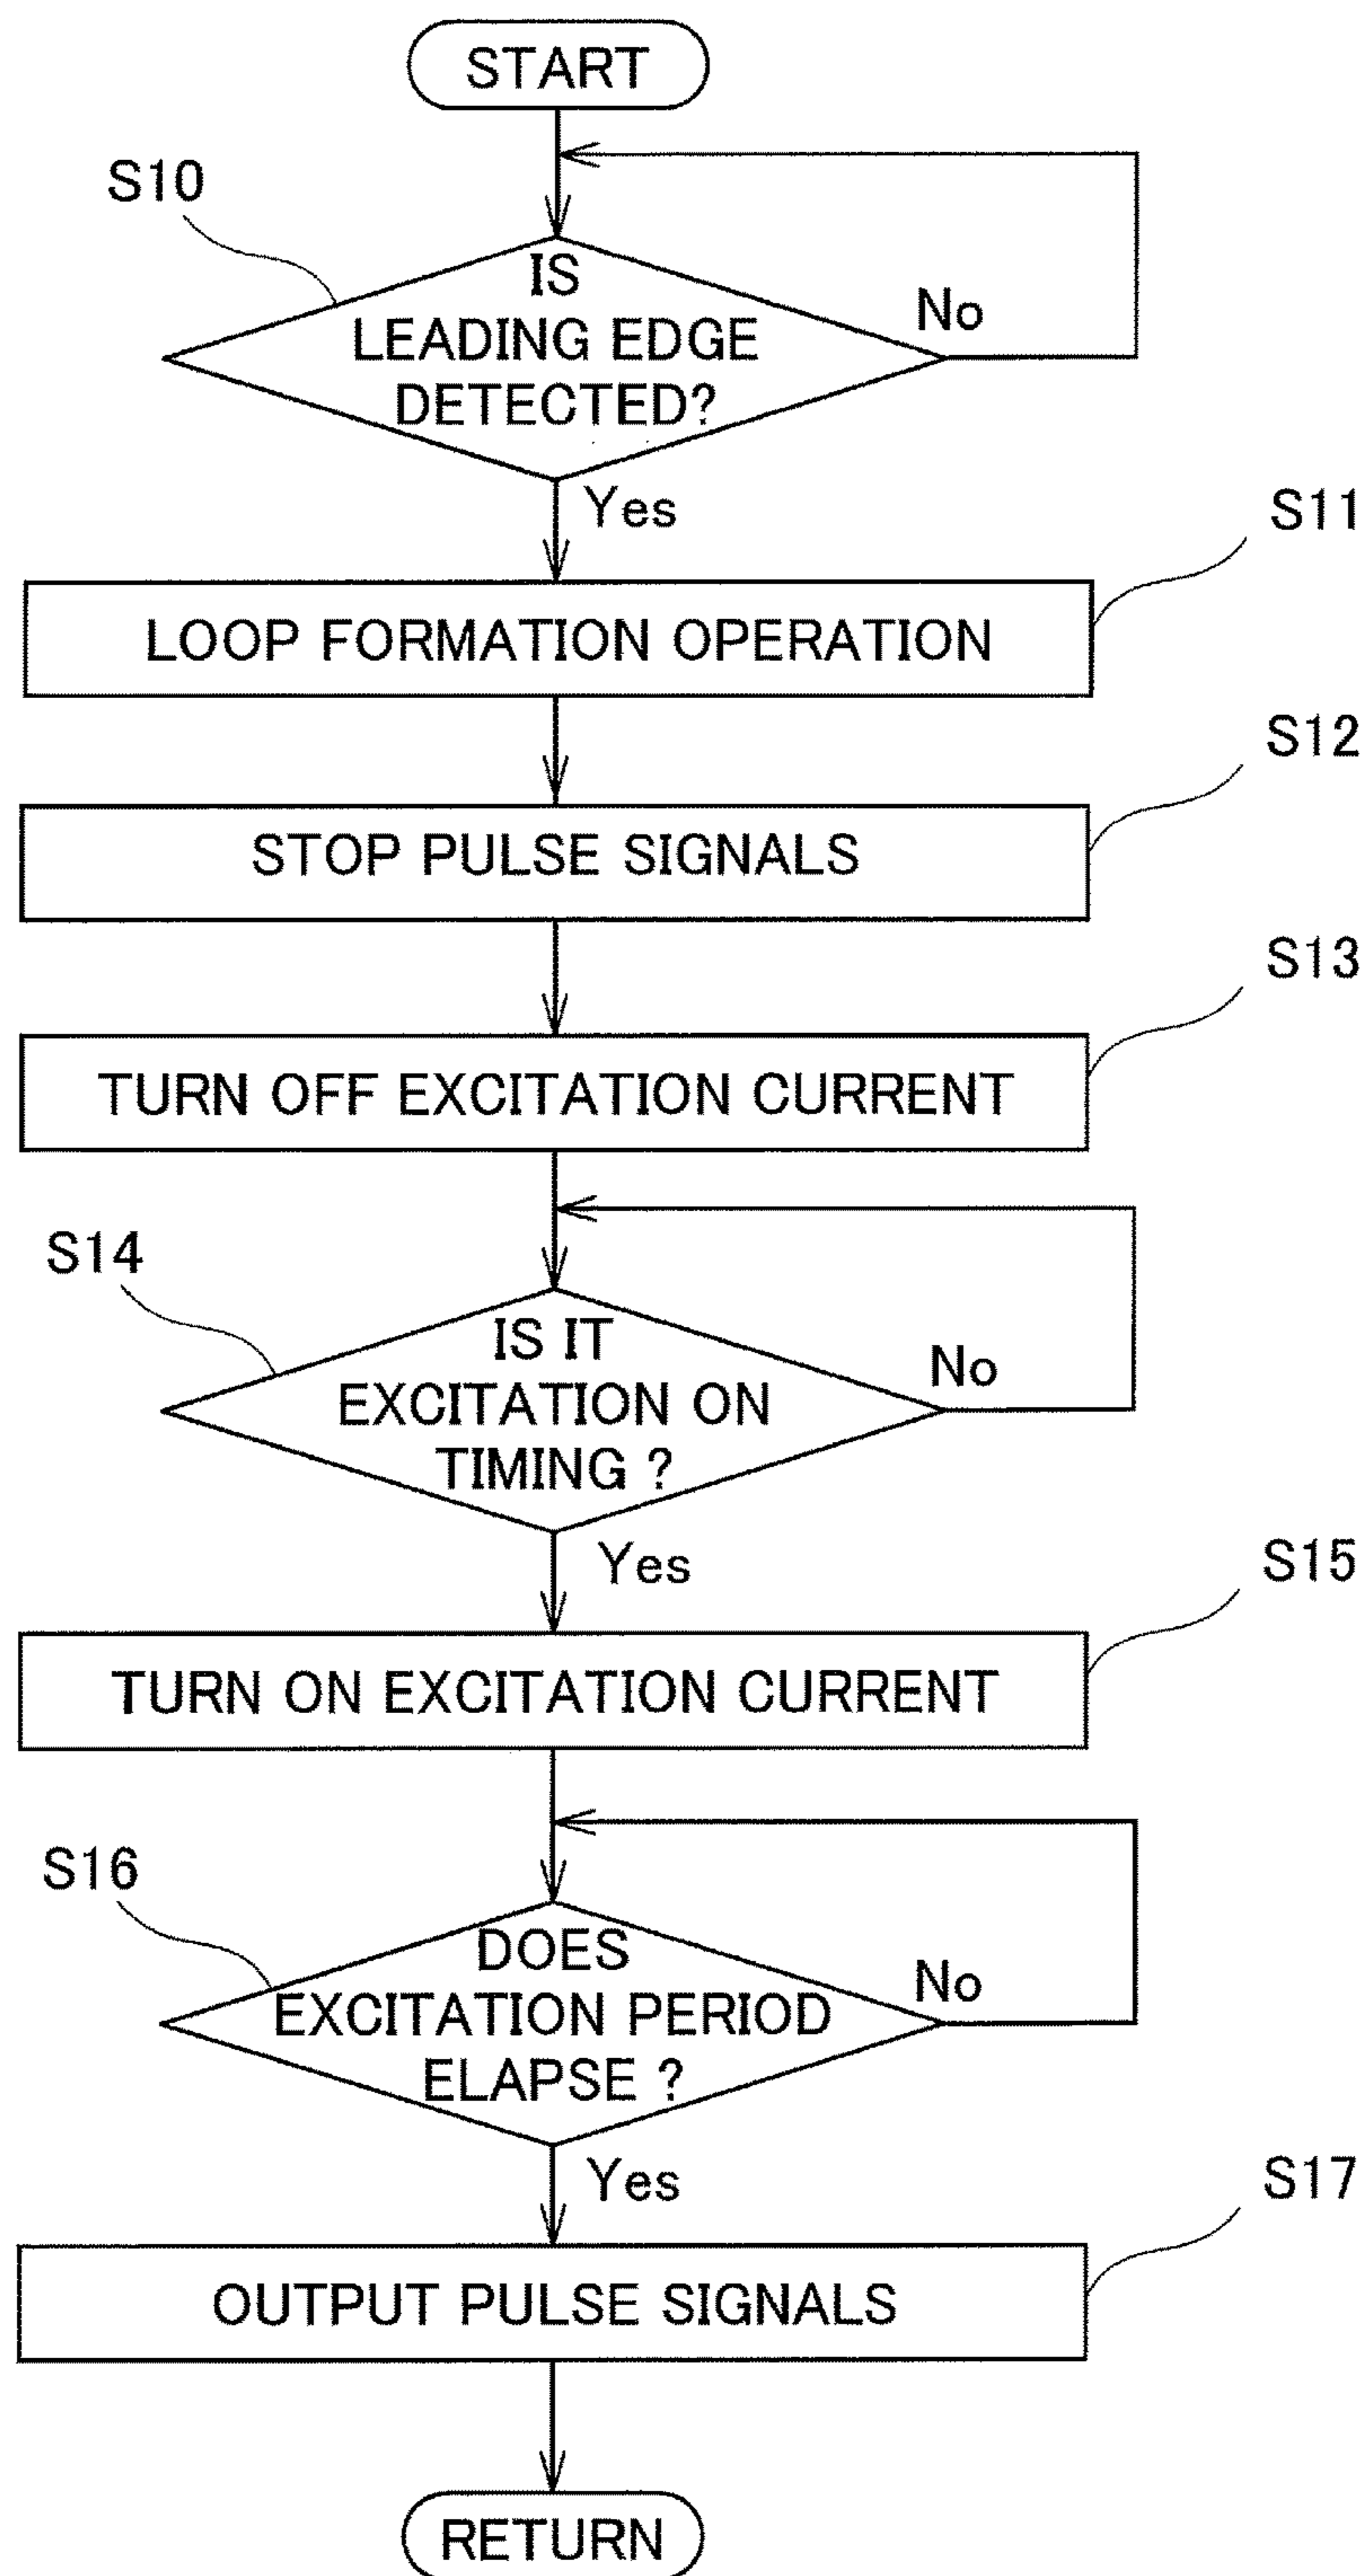 START
S10
IS
LEADING EDGE
DETECTED?
No
Yes
S11
LOOP FORMATION OPERATION
S12
STOP PULSE SIGNALS
S13
TURN OFF EXCITATION CURRENT
S14
IS IT
EXCITATION ON
TIMING ?
No
Yes
S15
TURN ON EXCITATION CURRENT
S16
DOES
EXCITATION PERIOD
ELAPSE ?
No
Yes
S17
OUTPUT PULSE SIGNALS
RETURN